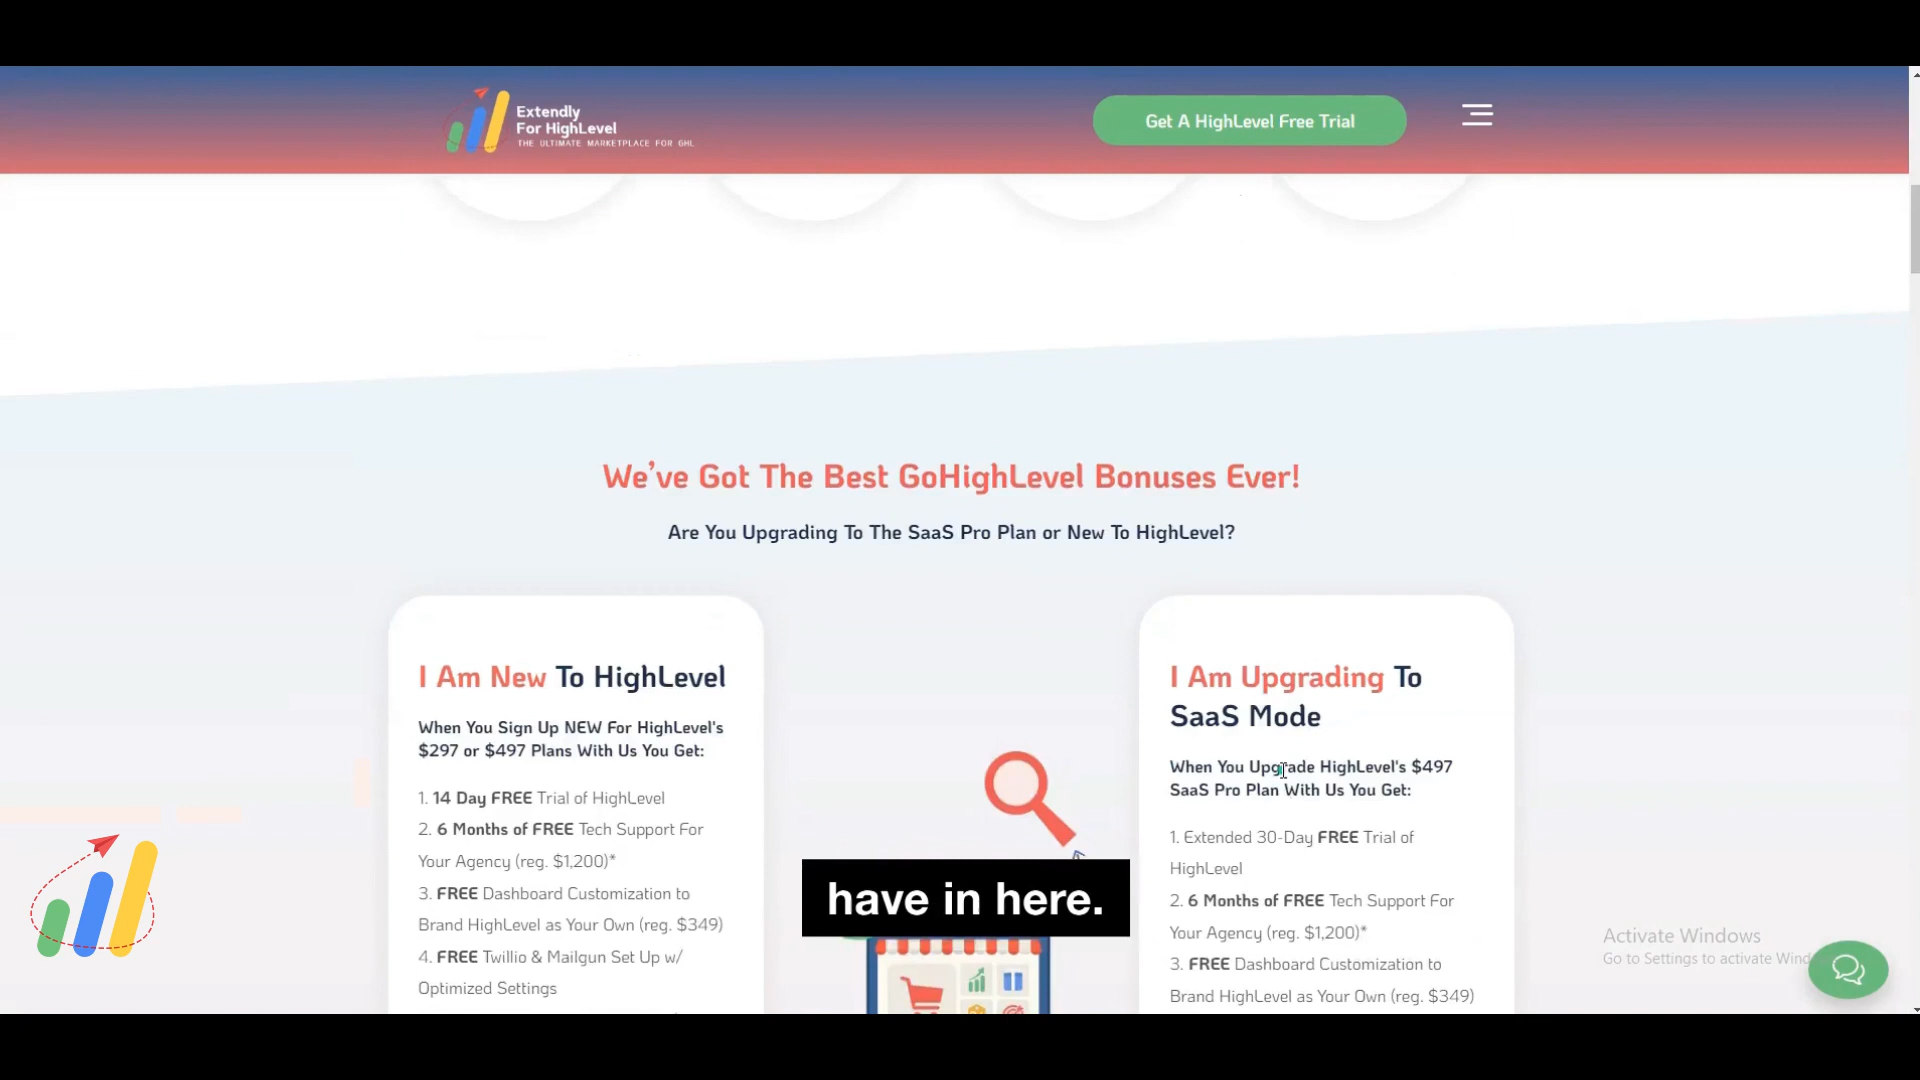 Extendly
For HighLevel
THE ULTIMATE MARKETPLACE FOR GHL
Get A HighLevel Free Trial
We've Got The Best GoHighLevel Bonuses Ever!
Are You Upgrading To The SaaS Pro Plan or New To HighLevel?
I Am New To HighLevel
When You Sign Up NEW For HighLevel's
$297 or $497 Plans With Us You Get:
1. 14 Day FREE Trial of HighLevel
2. 6 Months of FREE Tech Support For
Your Agency (reg. $1,200)*
3. FREE Dashboard Customization to
Brand HighLevel as Your Own (reg. $349)
4. FREE Twillio & Mailgun Set Up w/
Optimized Settings
I Am Upgrading To
SaaS Mode
When You Upgrade HighLevel's $497
SaaS Pro Plan With Us You Get:
1. Extended 30-Day FREE Trial of
HighLevel
2. 6 Months of FREE Tech Support For
Your Agency (reg. $1,200)*
3. FREE Dashboard Customization to
Brand HighLevel as Your Own (reg. $349)
have in here.
Activate Windows
Go to Settings to activate